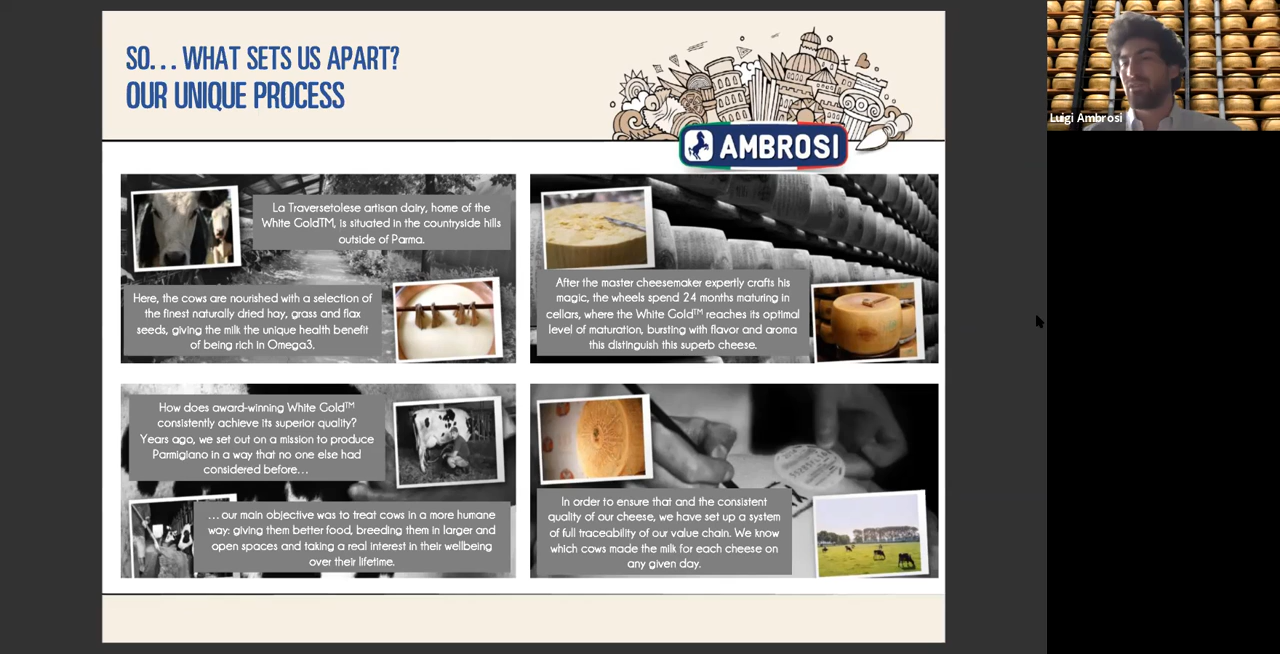 SO... WHAT SETS US APART?
OUR UNIQUE PROCESS
AMBROSI
Luigi Ambrosi
La Traversetolese artisan dairy, home of the
White GoldTM, is situated in the countryside hills
outside of Parma.
Here, the cows are nourished with a selection of
the finest naturally dried hay, grass and flax
seeds, giving the milk the unique health benefit
of being rich in Omega3.
After the master cheesemaker expertly crafts his
magic, the wheels spend 24 months maturing in
cellars, where the White Gold™ reaches its optimal
level of maturation, bursting with flavor and aroma
this distinguish this superb cheese.
How does award-winning White Gold™
consistently achieve its superior quality?
Years ago, we set out on a mission to produce
Parmigiano in a way that no one else had
considered before...
...our main objective was to treat cows in a more humane
way: giving them better food, breeding them in larger and
open spaces and taking a real interest in their wellbeing
over their lifetime.
In order to ensure that and the consistent
quality of our cheese, we have set up a system
of full traceability of our value chain. We know
which cows made the milk for each cheese on
any given day.